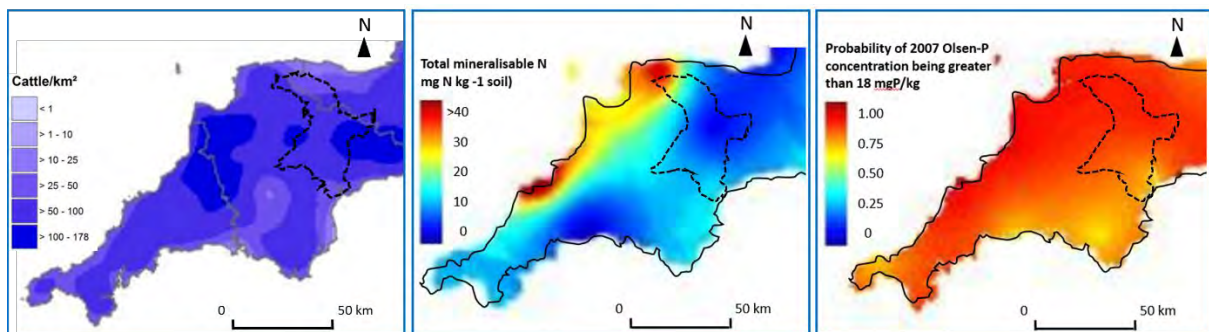 N
Cattle/km²
< 1
> 1 - 10
> 10 - 25
> 25 - 50
> 50 - 100
> 100 - 178
0 50 km
N
Total mineralisable N
mg N kg -1 soil)
>40
30
20
10
0
0 50 km
N
Probability of 2007 Olsen-P
concentration being greater
than 18 mgP/kg
1.00
0.75
0.50
0.25
0
0 50 km